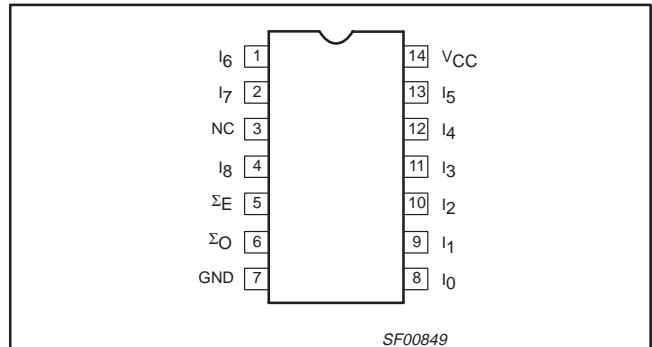 I6 1 14 VCC
I7 2 13 I5
NC 3 12 I4
I8 4 11 I3
ΣE 5 10 I2
ΣO 6 9 I1
GND 7 8 I0
SF00849